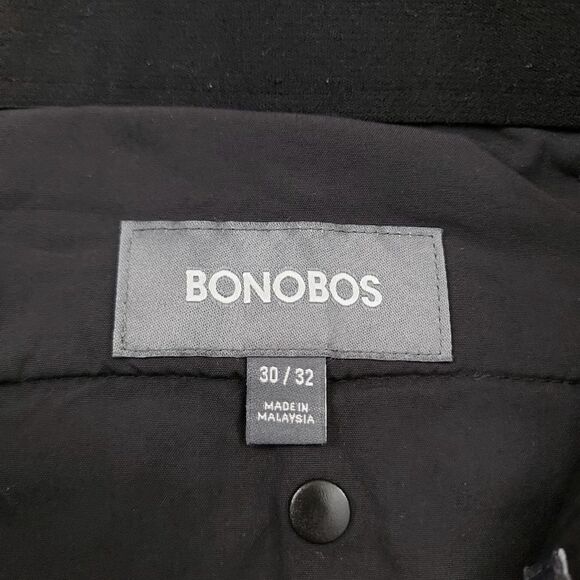 BONOBOS
30 / 32
MADE IN
MALAYSIA